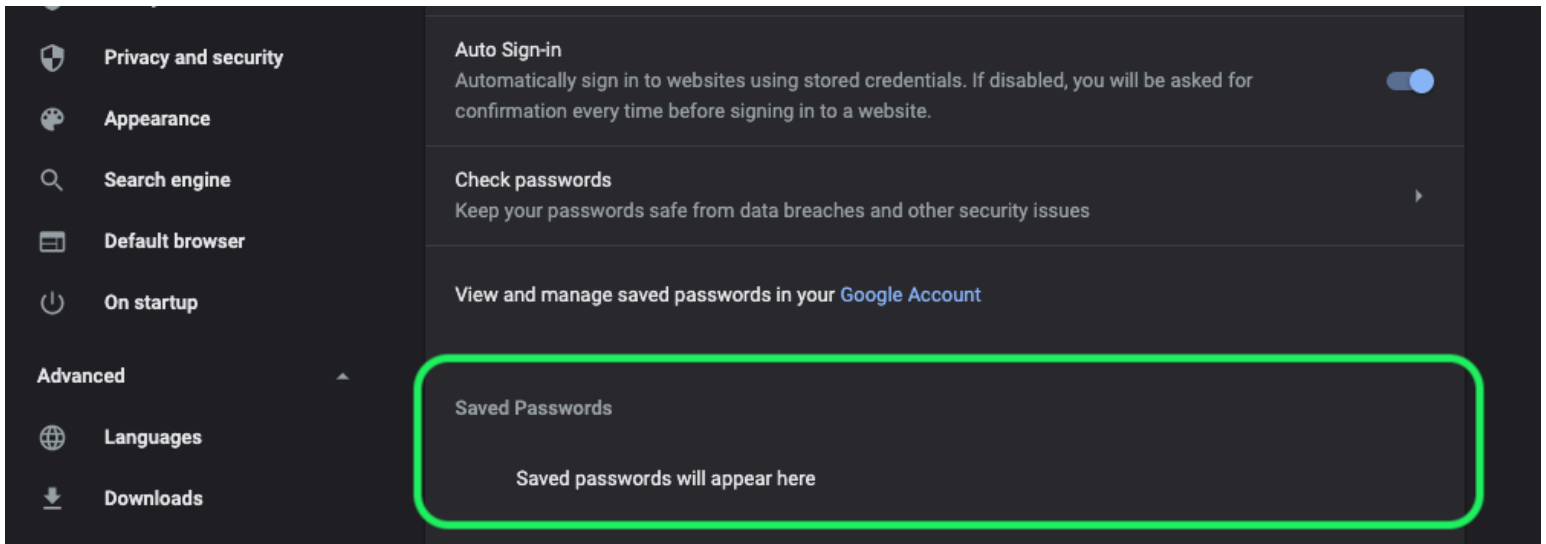 Privacy and security
Appearance
Search engine
Default browser
On startup
Advanced
Languages
Downloads
Auto Sign-in
Automatically sign in to websites using stored credentials. If disabled, you will be asked for
confirmation every time before signing in to a website.
Check passwords
Keep your passwords safe from data breaches and other security issues
View and manage saved passwords in your Google Account
Saved Passwords
Saved passwords will appear here